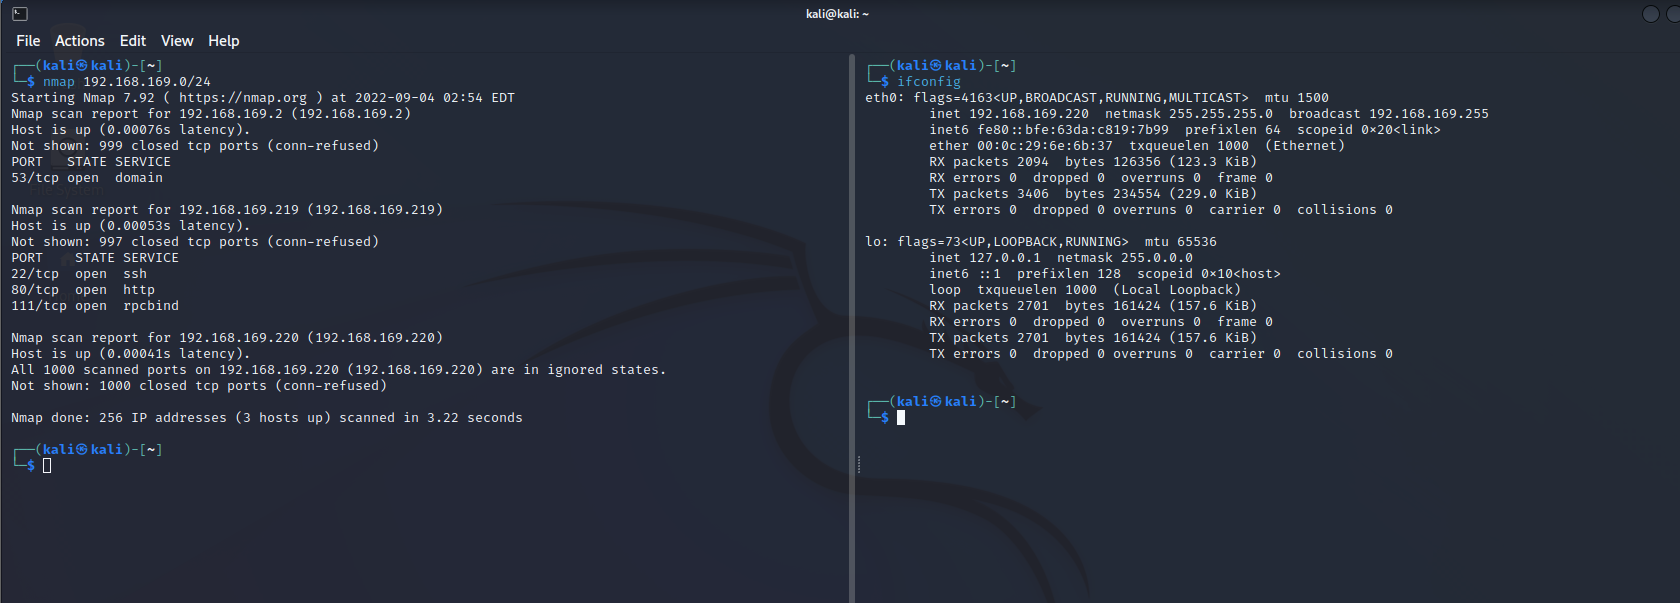 kali@kali: ~
File Actions Edit View Help
┌──(kali㉿kali)-[~]
└─$ nmap 192.168.169.0/24
Starting Nmap 7.92 ( https://nmap.org ) at 2022-09-04 02:54 EDT
Nmap scan report for 192.168.169.2 (192.168.169.2)
Host is up (0.00076s latency).
Not shown: 999 closed tcp ports (conn-refused)
PORT   STATE SERVICE
53/tcp open  domain

Nmap scan report for 192.168.169.219 (192.168.169.219)
Host is up (0.00053s latency).
Not shown: 997 closed tcp ports (conn-refused)
PORT    STATE SERVICE
22/tcp  open  ssh
80/tcp  open  http
111/tcp open  rpcbind

Nmap scan report for 192.168.169.220 (192.168.169.220)
Host is up (0.00041s latency).
All 1000 scanned ports on 192.168.169.220 (192.168.169.220) are in ignored states.
Not shown: 1000 closed tcp ports (conn-refused)

Nmap done: 256 IP addresses (3 hosts up) scanned in 3.22 seconds

┌──(kali㉿kali)-[~]
└─$
┌──(kali㉿kali)-[~]
└─$ ifconfig
eth0: flags=4163<UP,BROADCAST,RUNNING,MULTICAST>  mtu 1500
        inet 192.168.169.220  netmask 255.255.255.0  broadcast 192.168.169.255
        inet6 fe80::bfe:63da:c819:7b99  prefixlen 64  scopeid 0×20<link>
        ether 00:0c:29:6e:6b:37  txqueuelen 1000  (Ethernet)
        RX packets 2094  bytes 126356 (123.3 KiB)
        RX errors 0  dropped 0  overruns 0  frame 0
        TX packets 3406  bytes 234554 (229.0 KiB)
        TX errors 0  dropped 0 overruns 0  carrier 0  collisions 0

lo: flags=73<UP,LOOPBACK,RUNNING>  mtu 65536
        inet 127.0.0.1  netmask 255.0.0.0
        inet6 ::1  prefixlen 128  scopeid 0×10<host>
        loop  txqueuelen 1000  (Local Loopback)
        RX packets 2701  bytes 161424 (157.6 KiB)
        RX errors 0  dropped 0  overruns 0  frame 0
        TX packets 2701  bytes 161424 (157.6 KiB)
        TX errors 0  dropped 0 overruns 0  carrier 0  collisions 0

┌──(kali㉿kali)-[~]
└─$